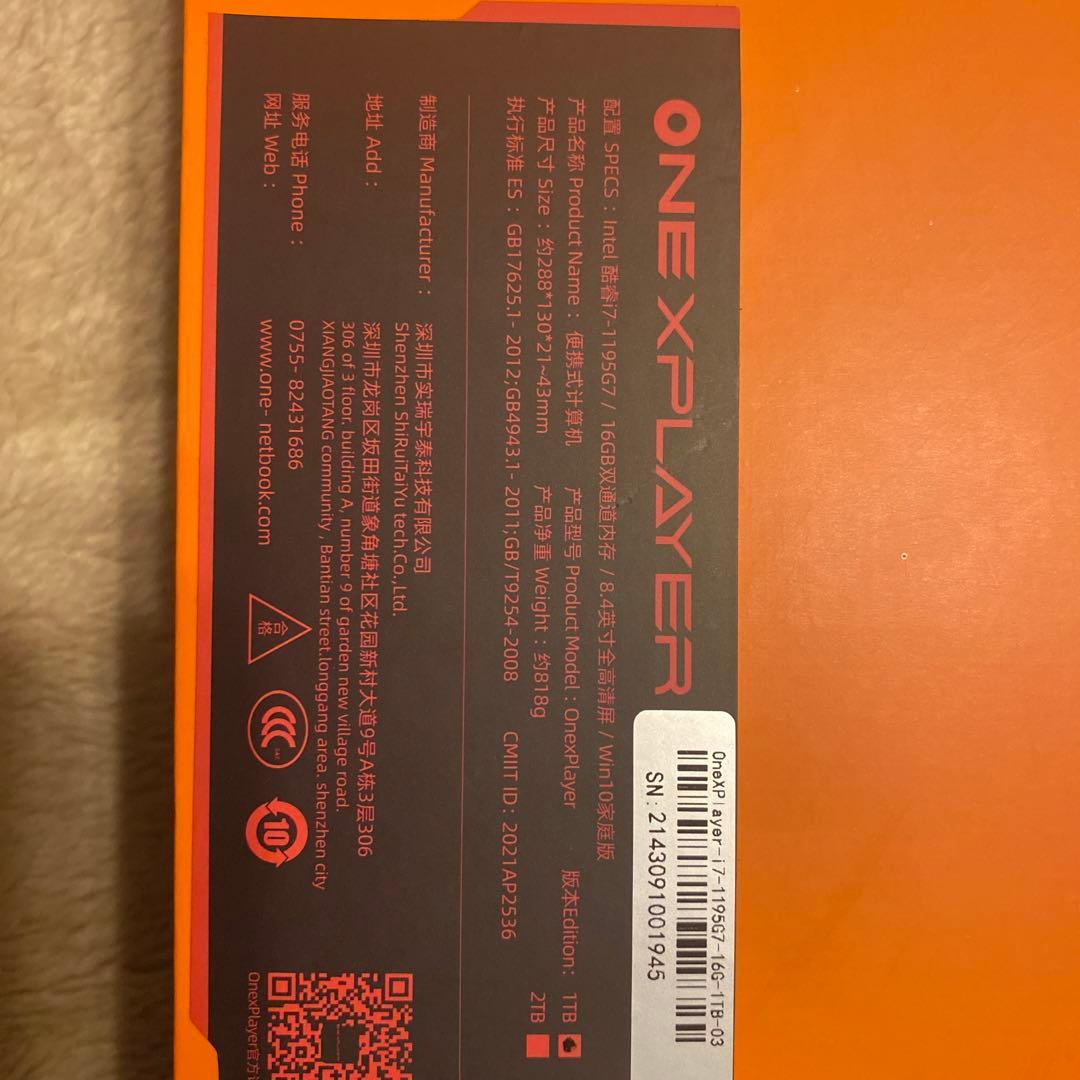 ONE XPLAYER
OneXPlayer-i7-1195G7-16G-1TB-03
SN:2143091001945
配置 SPECS : Intel 酷睿i7-1195G7 / 16GB双通道内存 / 8.4英寸全高清屏 / Win10家庭版
产品名称 Product Name : 便携式计算机 产品型号 Product Model : OnexPlayer 版本Edition: 1TB
产品尺寸 Size : 约288*130*21~43mm 产品净重 Weight : 约818g 2TB
执行标准 ES : GB17625.1- 2012;GB4943.1- 2011;GB/T9254-2008 CMIIT ID : 2021AP2536
制造商 Manufacturer : 深圳市实瑞宇泰科技有限公司
Shenzhen ShiRuiTaiYu tech.Co.,Ltd.
地址 Add : 深圳市龙岗区坂田街道象角塘社区花园新村大道9号A栋3层306
306 of 3 floor. building A, number 9 of garden new village road.
XIANGJIAOTANG community , Bantian street.longgang area. shenzhen city
服务电话 Phone : 0755- 82431686
网址 Web : www.one- netbook.com
合格
10
OnexPlayer官方